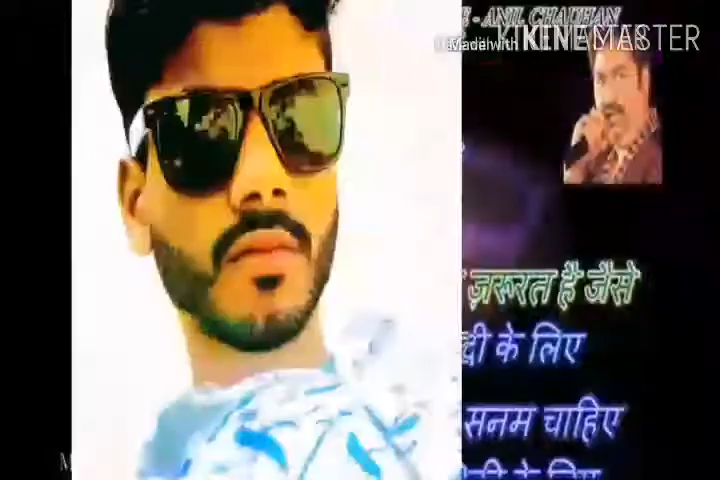 - ANIL CHAUHAN
Made with KINEMASTER
ज़रूरत है जैसे
के लिए
सनम चाहिए
के लिए